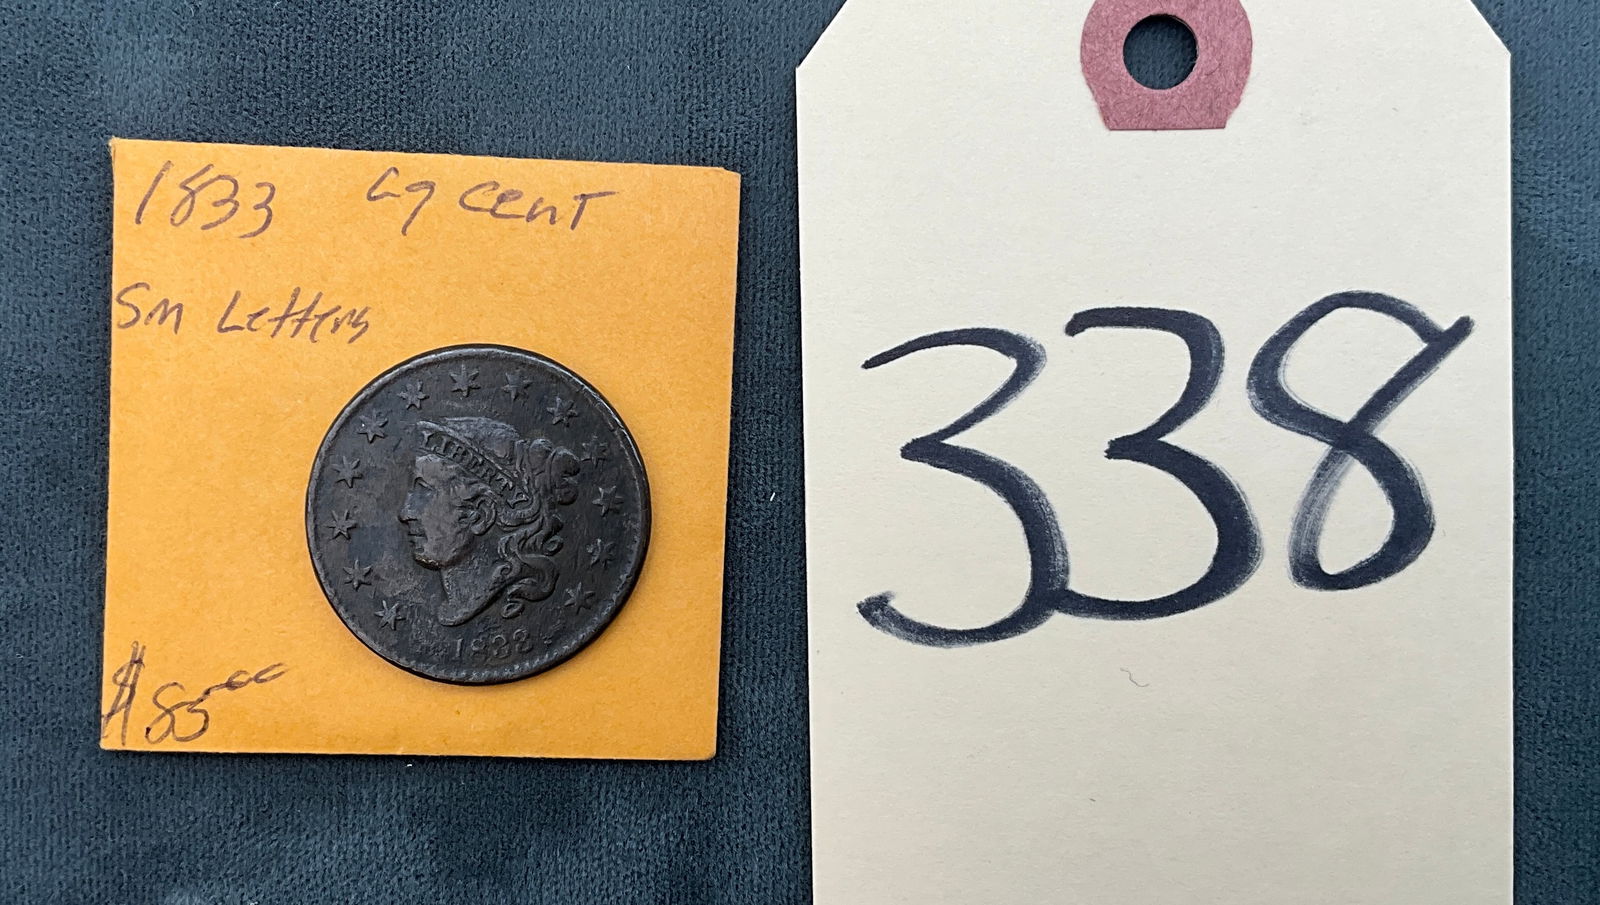 1833 Lg Cent
Sm Letters
LIBERTY
1833
$85.00
338